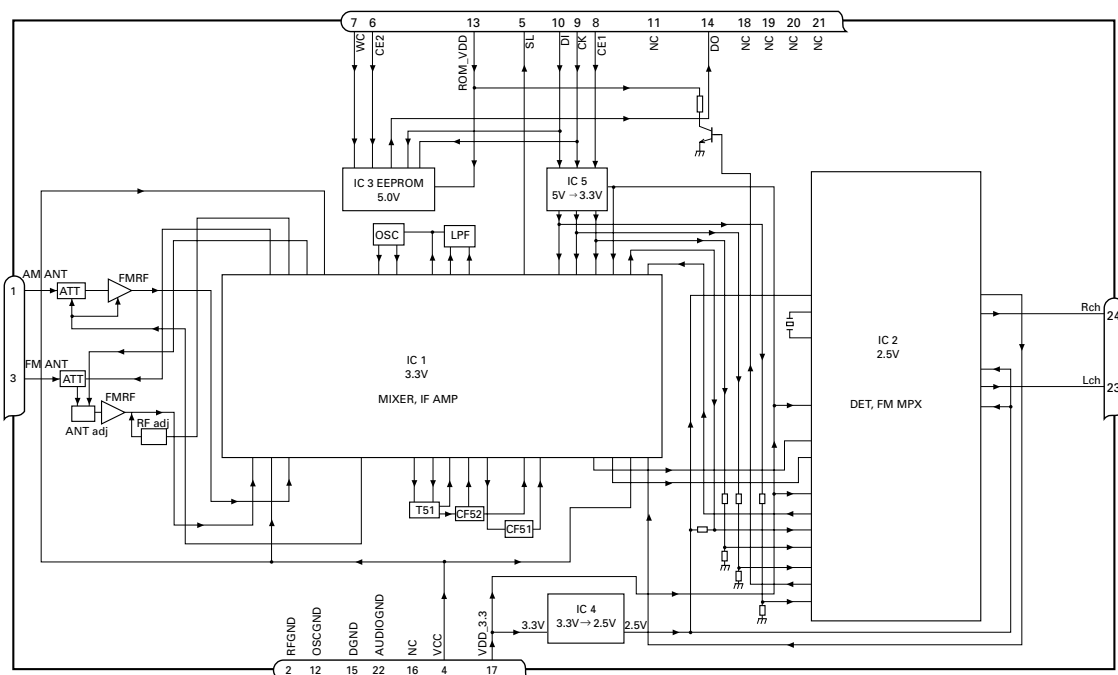 7 6 13 5 10 9 8 11 14 18 19 20 21
WC CE2 ROM_VDD SL DI CK CE1 NC DO NC NC NC NC
IC 3 EEPROM
5.0V
IC 5
5V→3.3V
OSC LPF
AM ANT
1
ATT
FMRF
FM ANT
3
ATT
FMRF
RF adj
ANT adj
IC 1
3.3V
MIXER, IF AMP
IC 2
2.5V
DET, FM MPX
Rch
24
Lch
23
T51 CF52
CF51
IC 4
3.3V→2.5V
3.3V 2.5V
RFGND OSCGND DGND AUDIOGND NC VCC VDD_3.3
2 12 15 22 16 4 17